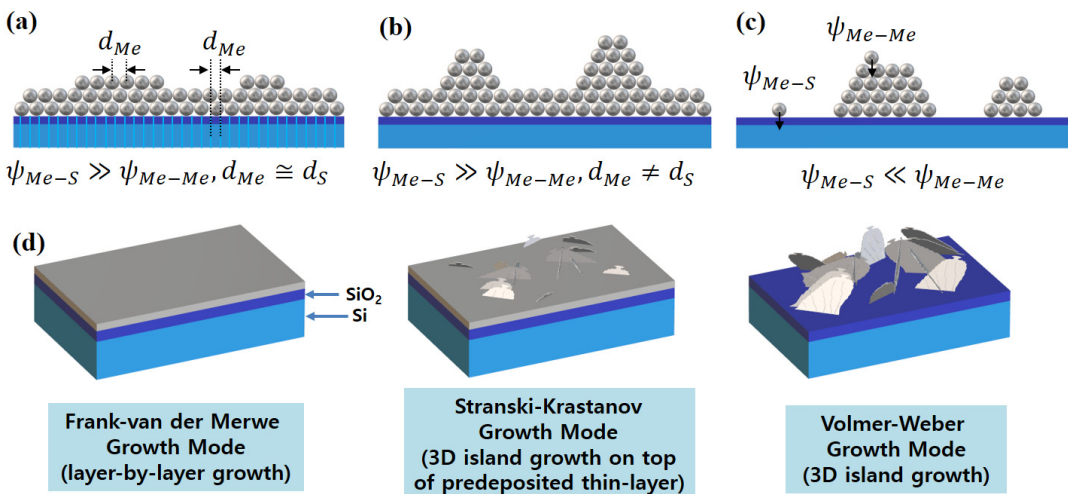 (a)
d_Me
d_Me
ψ_Me−S ≫ ψ_Me−Me, d_Me ≅ d_S
(b)
ψ_Me−S ≫ ψ_Me−Me, d_Me ≠ d_S
(c)
ψ_Me−Me
ψ_Me−S
ψ_Me−S ≪ ψ_Me−Me
(d)
SiO₂
Si
Frank-van der Merwe
Growth Mode
(layer-by-layer growth)
Stranski-Krastanov
Growth Mode
(3D island growth on top
of predeposited thin-layer)
Volmer-Weber
Growth Mode
(3D island growth)